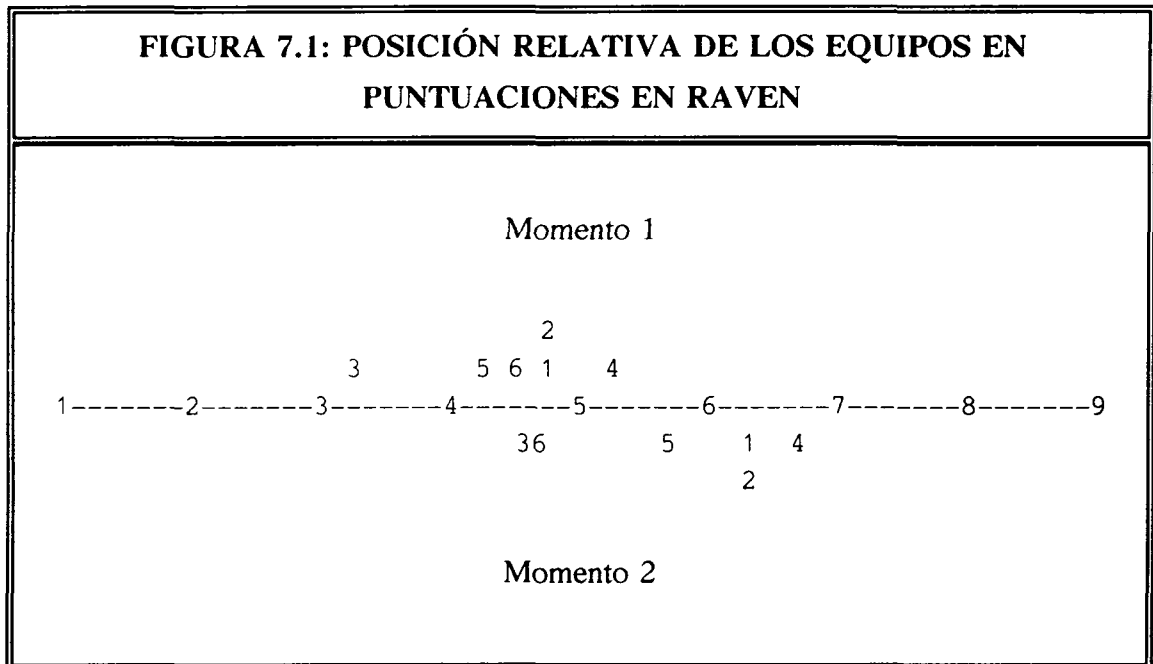 FIGURA 7.1: POSICIÓN RELATIVA DE LOS EQUIPOS EN
PUNTUACIONES EN RAVEN
Momento 1
2
3 5 6 1 4
1-------2-------3-------4-------5-------6-------7-------8-------9
36 5 1 4
2
Momento 2